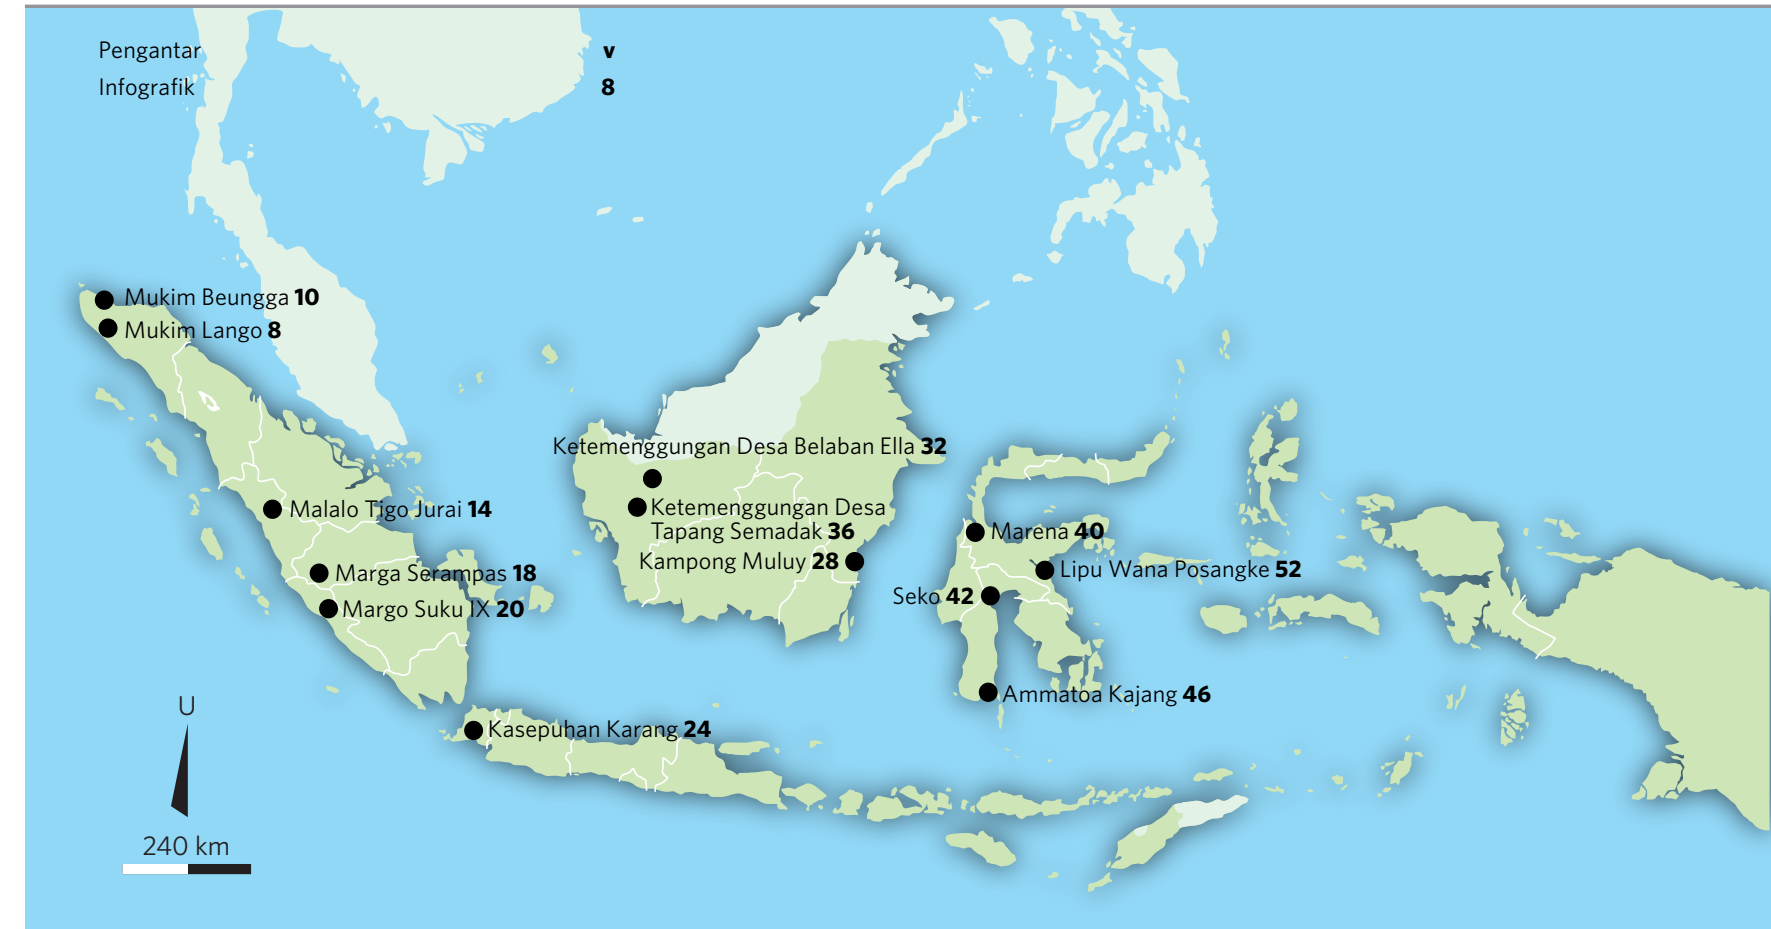 Pengantar v
Infografik 8
Mukim Beungga 10
Mukim Lango 8
Ketemenggungan Desa Belaban Ella 32
Malalo Tigo Jurai 14
Ketemenggungan Desa
Tapang Semadak 36
Marena 40
Kampong Muluy 28
Marga Serampas 18
Lipu Wana Posangke 52
Seko 42
Margo Suku IX 20
Ammatoa Kajang 46
U
Kasepuhan Karang 24
240 km